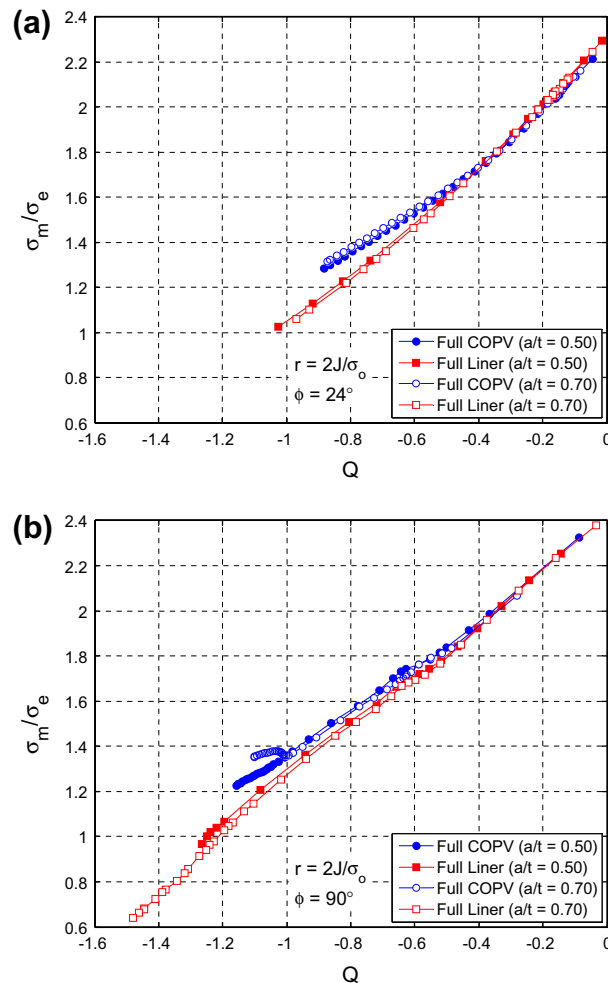 (a)
2.4
2.2
2
1.8
1.6
1.4
1.2
1
0.8
0.6
σm/σe
-1.6 -1.4 -1.2 -1 -0.8 -0.6 -0.4 -0.2 0
Q
r = 2J/σo
ϕ = 24°
Full COPV (a/t = 0.50)
Full Liner (a/t = 0.50)
Full COPV (a/t = 0.70)
Full Liner (a/t = 0.70)
(b)
2.4
2.2
2
1.8
1.6
1.4
1.2
1
0.8
0.6
σm/σe
-1.6 -1.4 -1.2 -1 -0.8 -0.6 -0.4 -0.2 0
Q
r = 2J/σo
ϕ = 90°
Full COPV (a/t = 0.50)
Full Liner (a/t = 0.50)
Full COPV (a/t = 0.70)
Full Liner (a/t = 0.70)